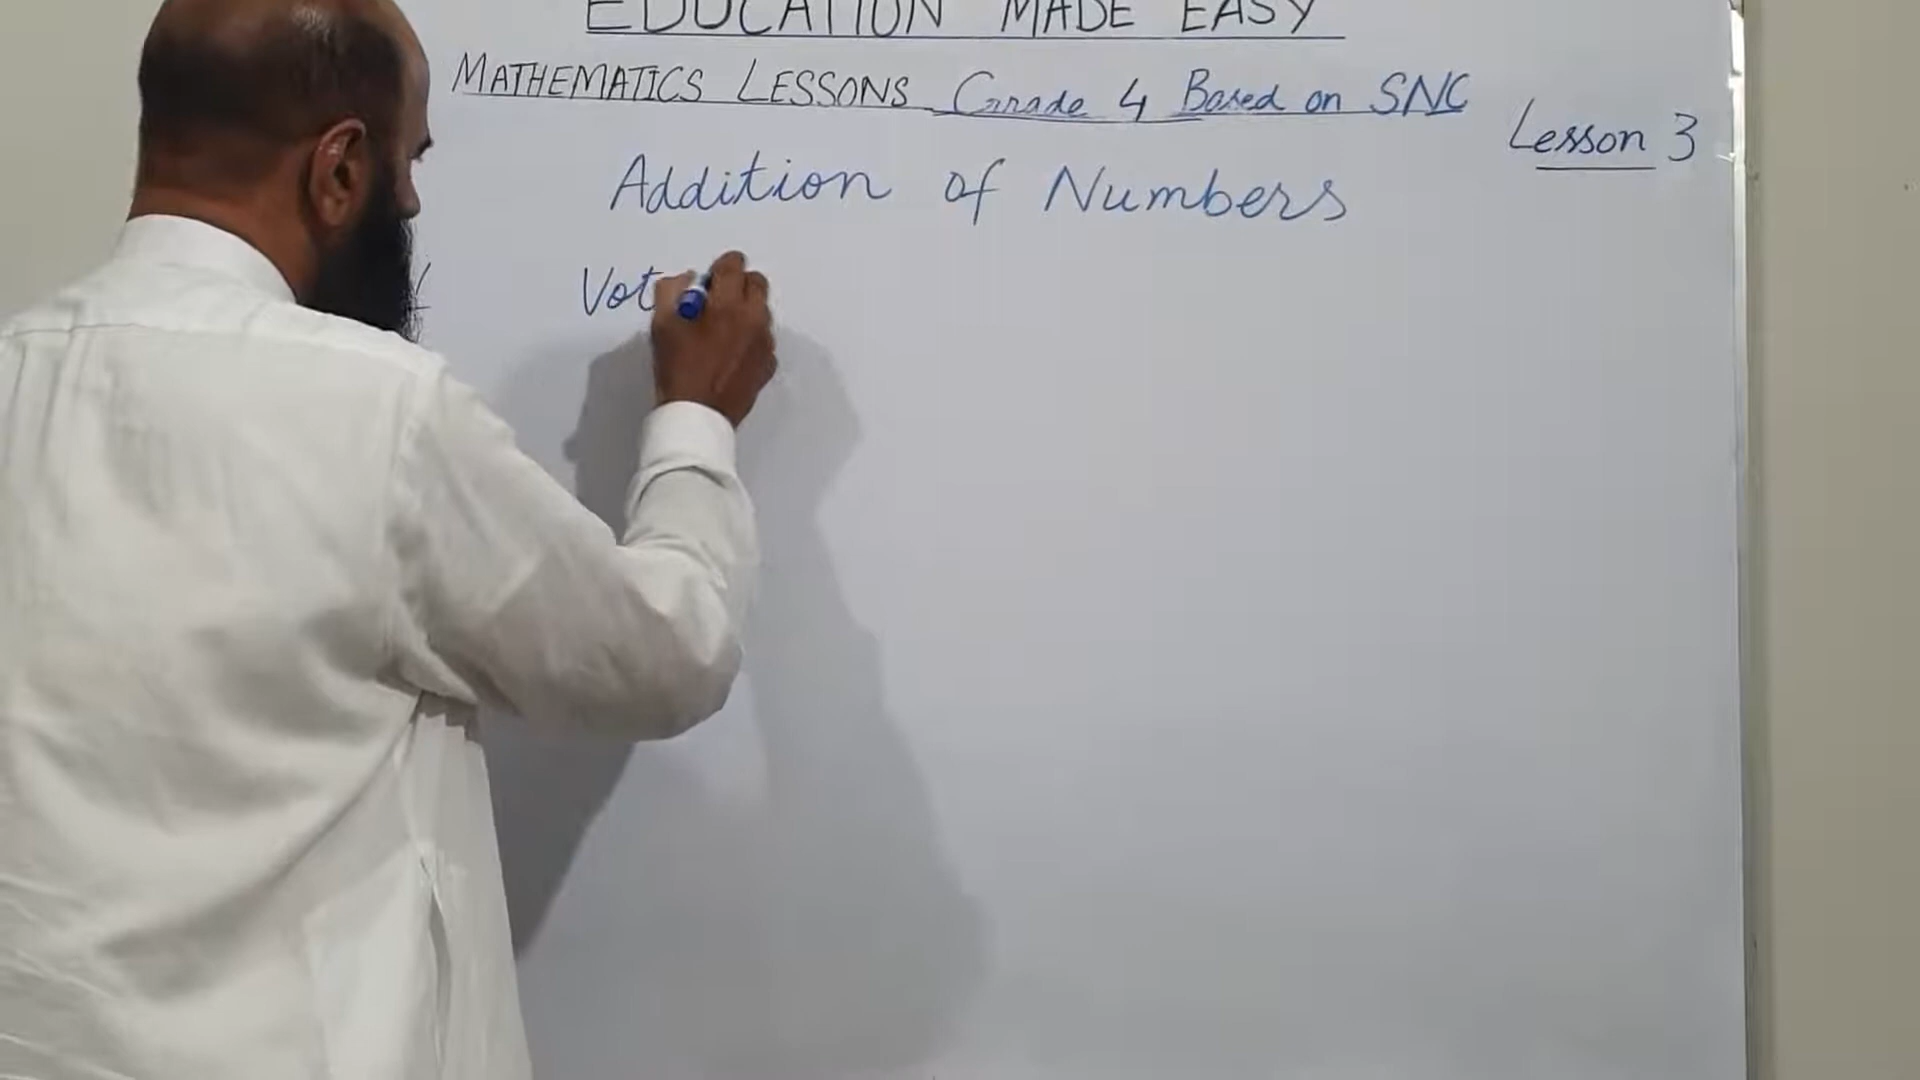 EDUCATION MADE EASY
MATHEMATICS LESSONS Grade 4 Based on SNC
Lesson 3
Addition of Numbers
Vot